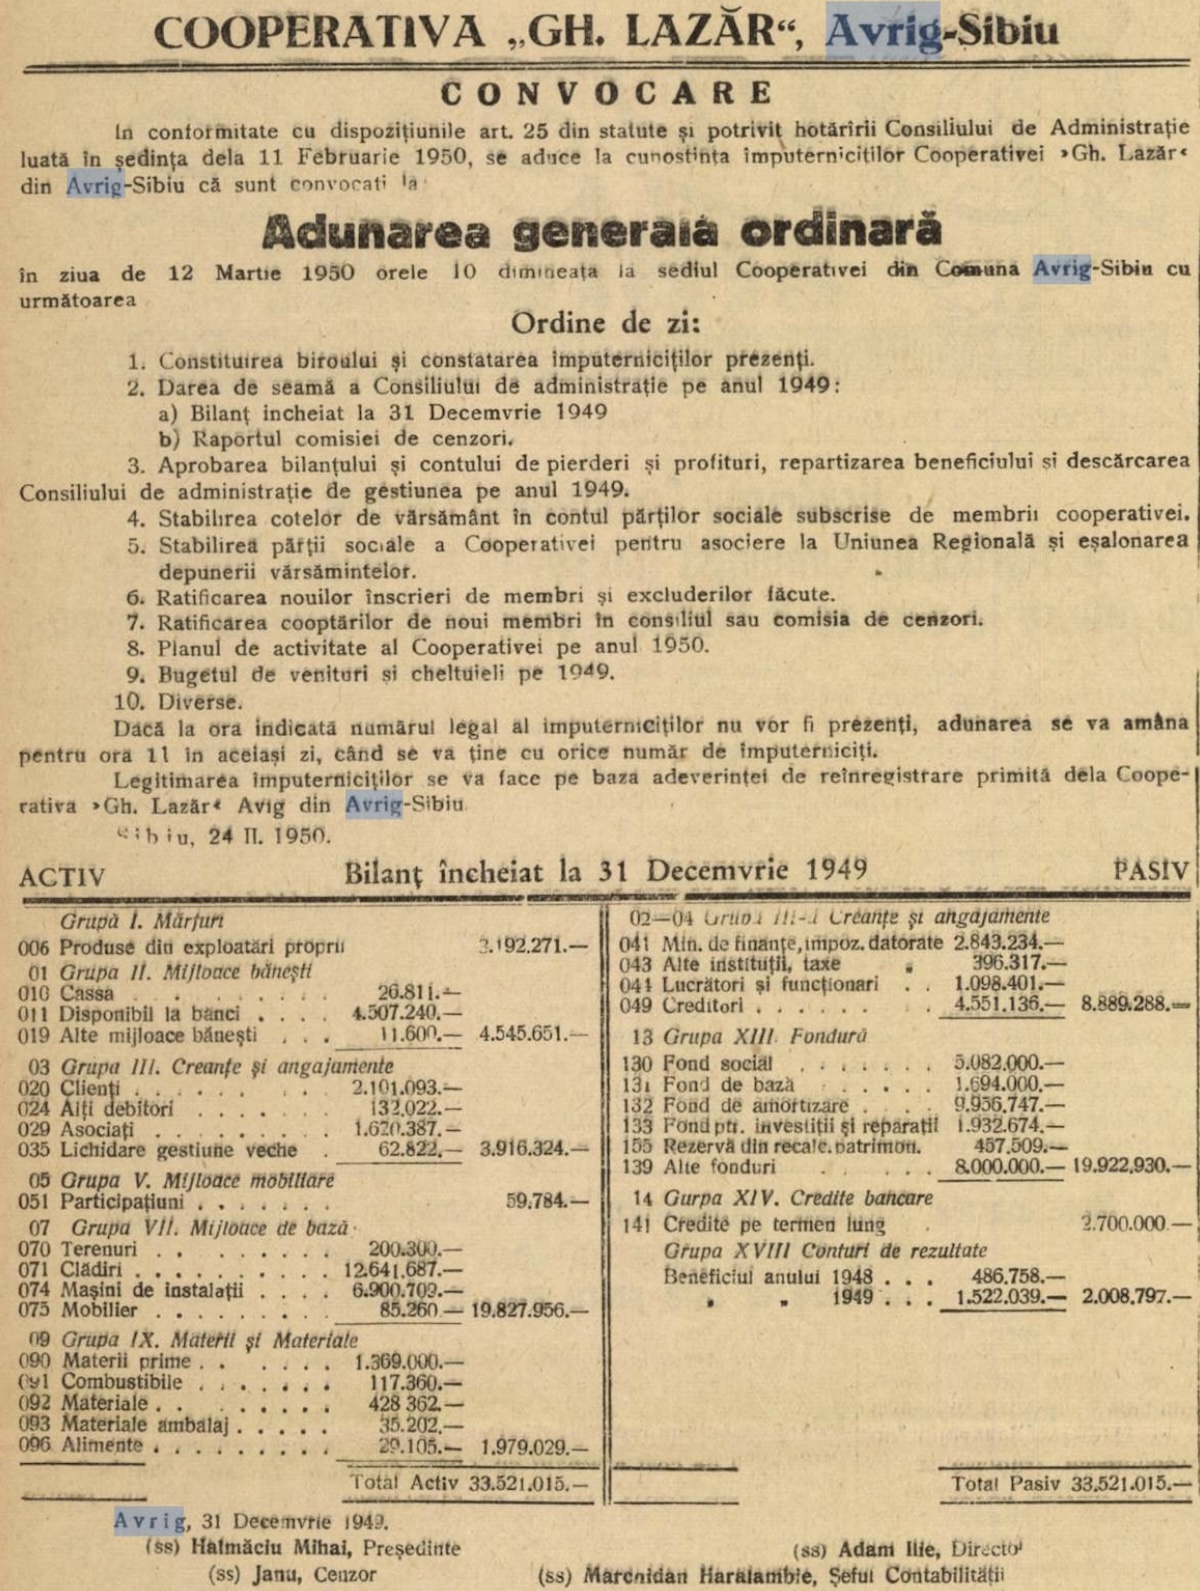 COOPERATIVA „GH. LAZĂR“, Avrig-Sibiu
CONVOCARE
In conformitate cu dispozițiunile art. 25 din statute și potrivit hotărîrii Consiliului de Administrație
luată în ședința dela 11 Februarie 1950, se aduce la cunostinta împuternicitilor Cooperativei »Gh. Lazăr«
din Avrig-Sibiu că sunt convocati la
Adunarea generală ordinară
în ziua de 12 Martie 1950 orele 10 dimineața la sediul Cooperativei din Comuna Avrig-Sibiu cu
următoarea
Ordine de zi:
1. Constituirea biroului și constatarea împuterniciților prezenți.
2. Darea de seamă a Consiliului de administrație pe anul 1949:
a) Bilanț incheiat la 31 Decemvrie 1949
b) Raportul comisiei de cenzori.
3. Aprobarea bilanțului și contului de pierderi și profituri, repartizarea beneficiului si descărcarea
Consiliului de administrație de gestiunea pe anul 1949.
4. Stabilirea cotelor de vărsământ în contul părților sociale subscrise de membrii cooperativei.
5. Stabilirea părții sociale a Cooperativei pentru asociere la Uniunea Regională și eșalonarea
depunerii vărsămintelor.
6. Ratificarea nouilor înscrieri de membri și excluderilor făcute.
7. Ratificarea cooptărilor de noui membri în consiliul sau comisia de cenzori.
8. Planul de activitate al Cooperativei pe anul 1950.
9. Bugetul de venituri si cheltuieli pe 1949.
10. Diverse.
Dacă la ora indicată numărul legal al imputerniciților nu vor fi prezenți, adunarea se va amâna
pentru ora 11 in aceiași zi, când se va ține cu orice număr de împuterniciți.
Legitimarea împuterniciților se va face pe baza adeverinței de reînregistrare primită dela Coope-
rativa »Gh. Lazăr« Avig din Avrig-Sibiu
Sibiu, 24 II. 1950.
ACTIV Bilanț încheiat la 31 Decemvrie 1949 PASIV
Grupă I. Mărfuri
006 Produse din exploatări proprii 3.192.271.—
01 Grupa II. Mijloace bănești
010 Cassa 26.811.—
011 Disponibil la bănci 4.507.240.—
019 Alte mijloace bănești 11.600.— 4.545.651.—
03 Grupa III. Creanțe și angajamente
020 Clienți 2.101.093.—
024 Alți debitori 132.022.—
029 Asociați 1.620.387.—
035 Lichidare gestiune veche 62.822.— 3.916.324.—
05 Grupa V. Mijloace mobiliare
051 Participațiuni 59.784.—
07 Grupa VII. Mijloace de bază
070 Terenuri 200.300.—
071 Clădiri 12.641.687.—
074 Mașini de instalații 6.900.709.—
075 Mobilier 85.260.— 19.827.956.—
09 Grupa IX. Materii și Materiale
090 Materii prime 1.369.000.—
091 Combustibile 117.360.—
092 Materiale 428 362.—
093 Materiale ambalaj 35.202.—
096 Alimente 29.105.— 1.979.029.—
Total Activ 33.521.015.—
02—04 Creanțe și angajamente
041 Min. de finanțe, impoz. datorate 2.843.234.—
043 Alte instituții, taxe „ 396.317.—
044 Lucrători și funcționari 1.098.401.—
049 Creditori 4.551.136.— 8.889.288.—
13 Grupa XIII. Fonduri
130 Fond social 5.082.000.—
131 Fond de bază 1.694.000.—
132 Fond de amortizare
133 Fond ptr. investiții și reparații 1.932.674.—
155 Rezervă din recalc. patrimon. 457.509.—
139 Alte fonduri 8.000.000.— 19.922.930.—
14 Gurpa XIV. Credite bancare
141 Credite pe termen lung 2.700.000.—
Grupa XVIII Conturi de rezultate
Beneficiul anului 1948 486.758.—
„ „ 1949 1.522.039.— 2.008.797.—
Total Pasiv 33.521.015.—
Avrig, 31 Decemvrie 1949.
(ss) Halmăciu Mihai, Președinte
(ss) Janu, Cenzor
(ss) Adam Ilie, Director
(ss) Marcnidan Haralambie, Șeful Contabilității